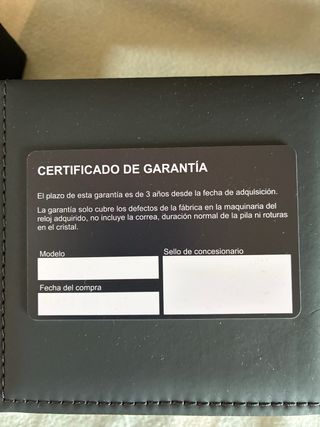 CERTIFICADO DE GARANTÍA
El plazo de esta garantía es de 3 años desde la fecha de adquisición.
La garantía solo cubre los defectos de la fábrica en la maquinaria del
reloj adquirido, no incluye la correa, duración normal de la pila ni roturas
en el cristal.
Modelo
Sello de concesionario
Fecha del compra